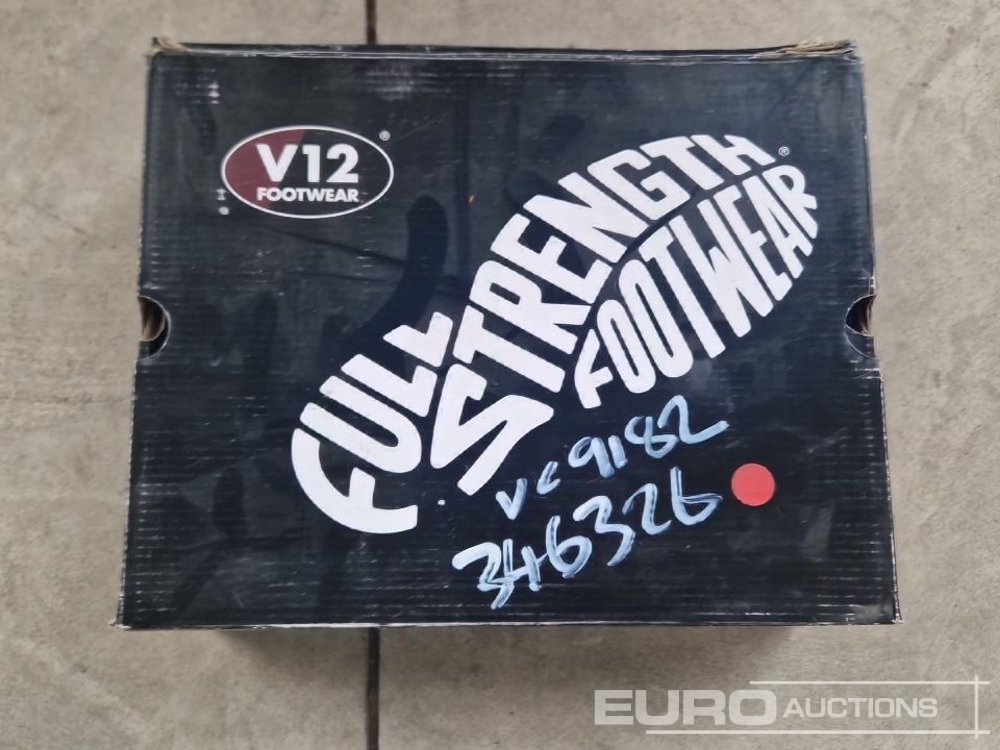 V12®
FOOTWEAR
FULL
STRENGTH®
FOOTWEAR
vc9182
346326
EURO AUCTIONS